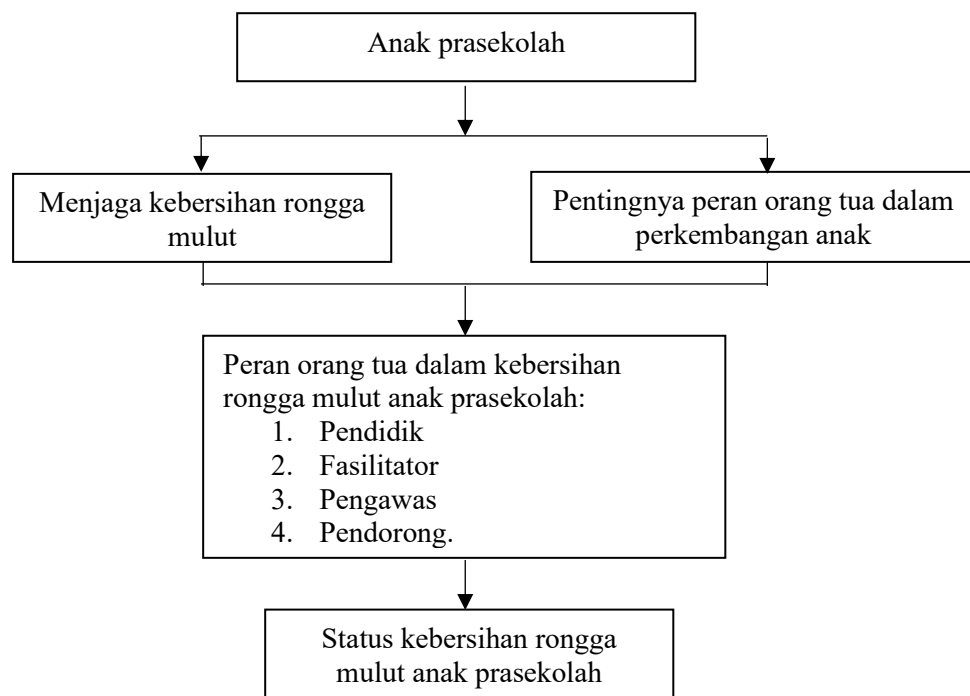 Anak prasekolah
Menjaga kebersihan rongga
mulut
Pentingnya peran orang tua dalam
perkembangan anak
Peran orang tua dalam kebersihan
rongga mulut anak prasekolah:
1. Pendidik
2. Fasilitator
3. Pengawas
4. Pendorong.
Status kebersihan rongga
mulut anak prasekolah